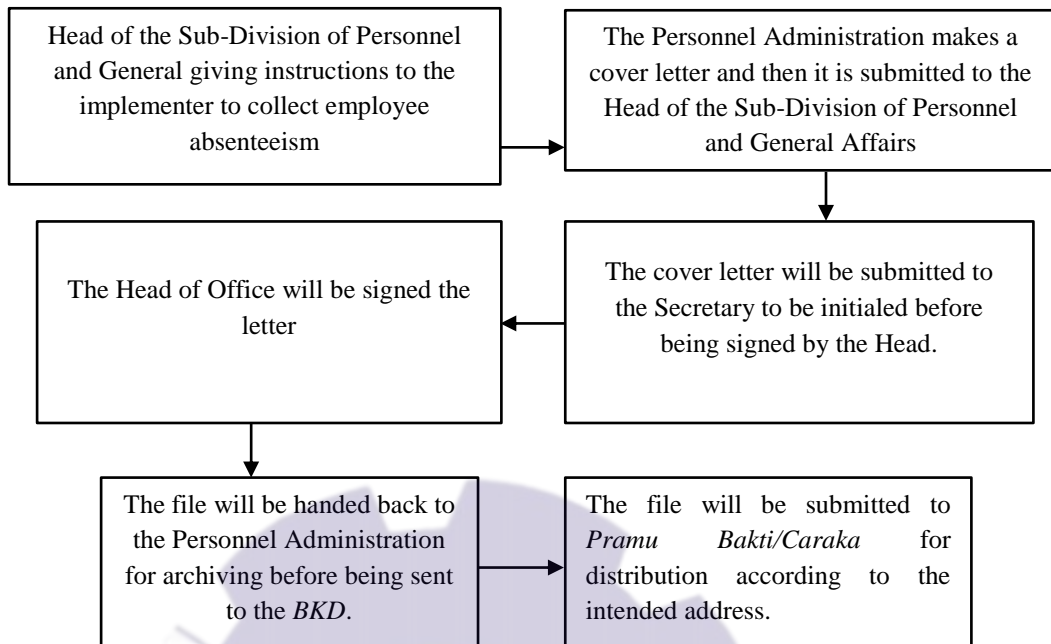 Head of the Sub-Division of Personnel
and General giving instructions to the
implementer to collect employee
absenteeism
The Personnel Administration makes a
cover letter and then it is submitted to the
Head of the Sub-Division of Personnel
and General Affairs
The cover letter will be submitted to
the Secretary to be initialed before
being signed by the Head.
The Head of Office will be signed the
letter
The file will be handed back to
the Personnel Administration
for archiving before being sent
to the BKD.
The file will be submitted to
Pramu Bakti/Caraka for
distribution according to the
intended address.